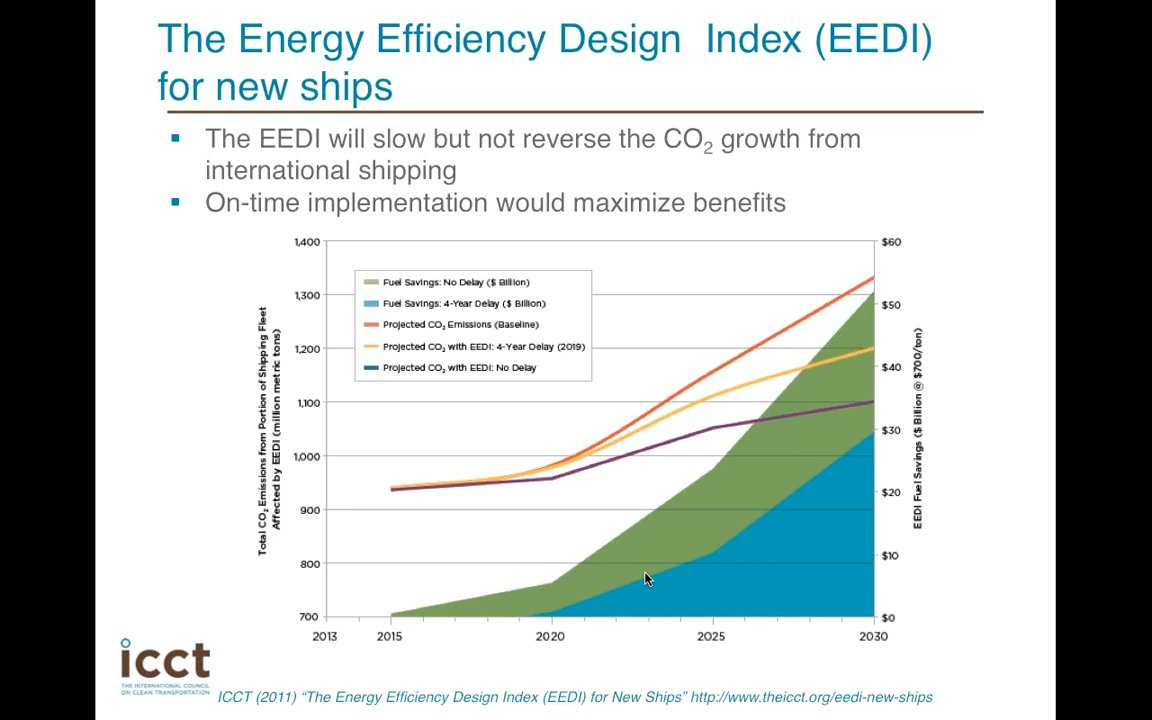 The Energy Efficiency Design Index (EEDI)
for new ships
The EEDI will slow but not reverse the CO2 growth from
international shipping
On-time implementation would maximize benefits
1,400
1,300
1,200
1,100
1,000
900
800
700
Total CO2 Emissions from Portion of Shipping Fleet
Affected by EEDI (million metric tons)
Fuel Savings: No Delay ($ Billion)
Fuel Savings: 4-Year Delay ($ Billion)
Projected CO2 Emissions (Baseline)
Projected CO2 with EEDI: 4-Year Delay (2019)
Projected CO2 with EEDI: No Delay
$60
$50
$40
$30
$20
$10
$0
EEDI Fuel Savings ($ Billion @ $700/ton)
2013 2015 2020 2025 2030
icct
THE INTERNATIONAL COUNCIL
ON CLEAN TRANSPORTATION
ICCT (2011) “The Energy Efficiency Design Index (EEDI) for New Ships” http://www.theicct.org/eedi-new-ships